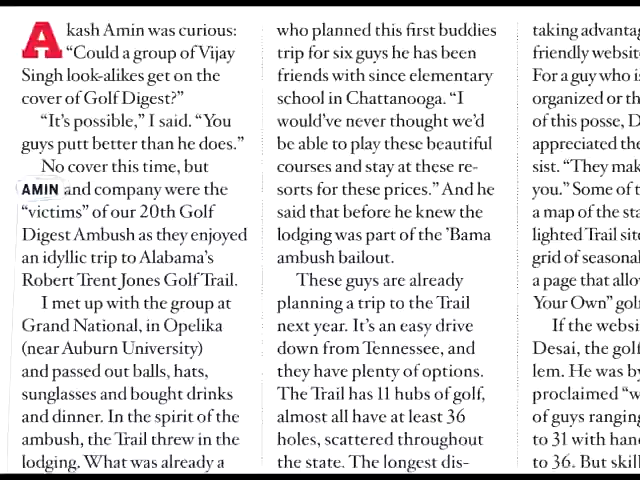 Akash Amin was curious:
“Could a group of Vijay
Singh look-alikes get on the
cover of Golf Digest?”
“It’s possible,” I said. “You
guys putt better than he does.”
No cover this time, but
AMIN and company were the
“victims” of our 20th Golf
Digest Ambush as they enjoyed
an idyllic trip to Alabama’s
Robert Trent Jones Golf Trail.
I met up with the group at
Grand National, in Opelika
(near Auburn University)
and passed out balls, hats,
sunglasses and bought drinks
and dinner. In the spirit of the
ambush, the Trail threw in the
lodging. What was already a
who planned this first buddies
trip for six guys he has been
friends with since elementary
school in Chattanooga. “I
would’ve never thought we’d
be able to play these beautiful
courses and stay at these re-
sorts for these prices.” And he
said that before he knew the
lodging was part of the ’Bama
ambush bailout.
These guys are already
planning a trip to the Trail
next year. It’s an easy drive
down from Tennessee, and
they have plenty of options.
The Trail has 11 hubs of golf,
almost all have at least 36
holes, scattered throughout
the state. The longest dis-
taking advantag
friendly website
For a guy who is
organized or th
of this posse, D
appreciated the
sist. “They mak
you.” Some of t
a map of the sta
lighted Trail site
grid of seasonal
a page that allow
Your Own” golf
If the websi
Desai, the golf
lem. He was by
proclaimed “w
of guys ranging
to 31 with hand
to 36. But skill